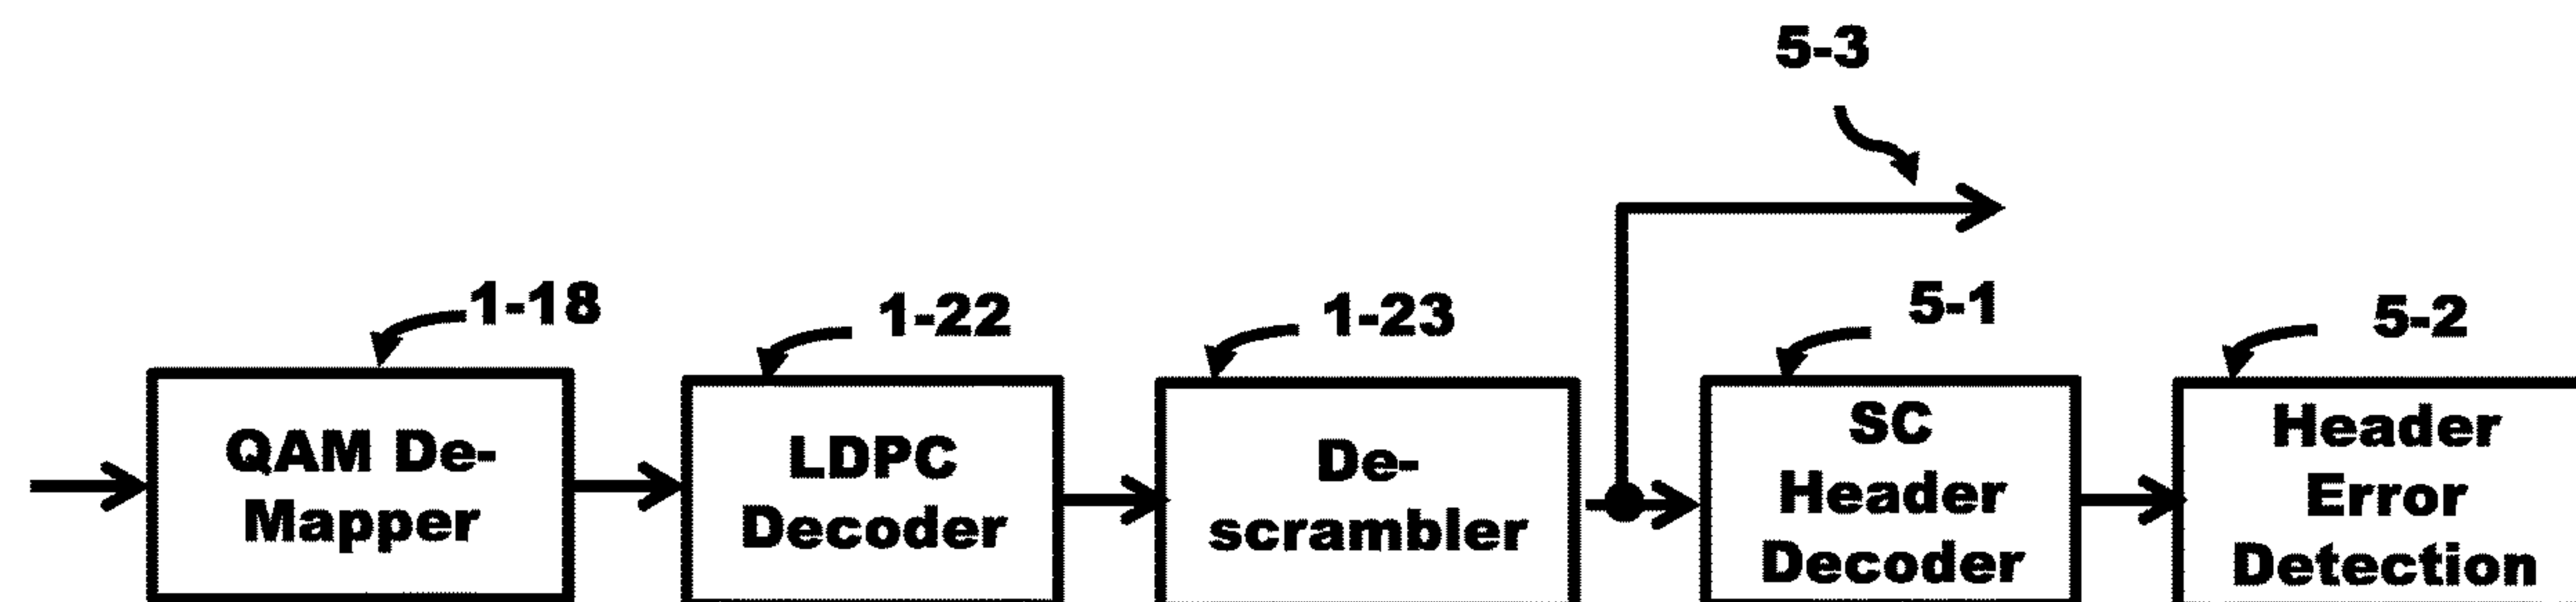 5-3
1-18
1-22
1-23
5-1
5-2
QAM De-
Mapper
LDPC
Decoder
De-
scrambler
SC
Header
Decoder
Header
Error
Detection